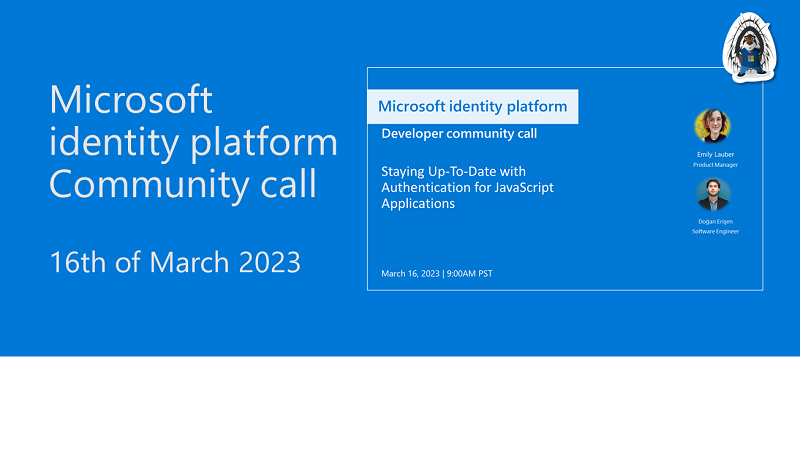 Microsoft
identity platform
Community call
16th of March 2023
Microsoft identity platform
Developer community call
Staying Up-To-Date with
Authentication for JavaScript
Applications
March 16, 2023 | 9:00AM PST
Emily Lauber
Product Manager
Doğan Erişen
Software Engineer